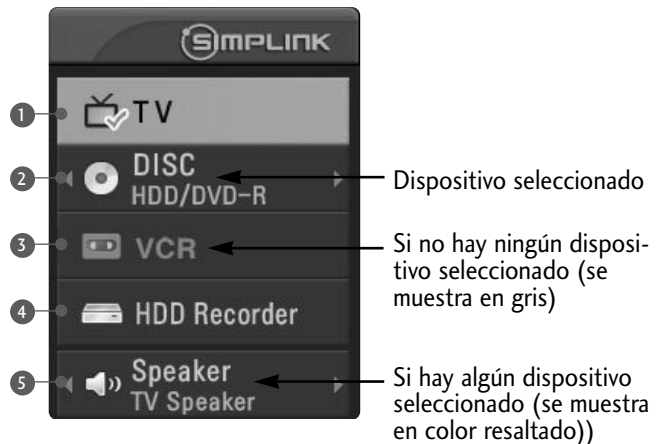 SIMPLINK
1 TV
2 DISC
HDD/DVD-R
Dispositivo seleccionado
3 VCR
Si no hay ningún disposi-
tivo seleccionado (se
muestra en gris)
4 HDD Recorder
5 Speaker
TV Speaker
Si hay algún dispositivo
seleccionado (se muestra
en color resaltado))